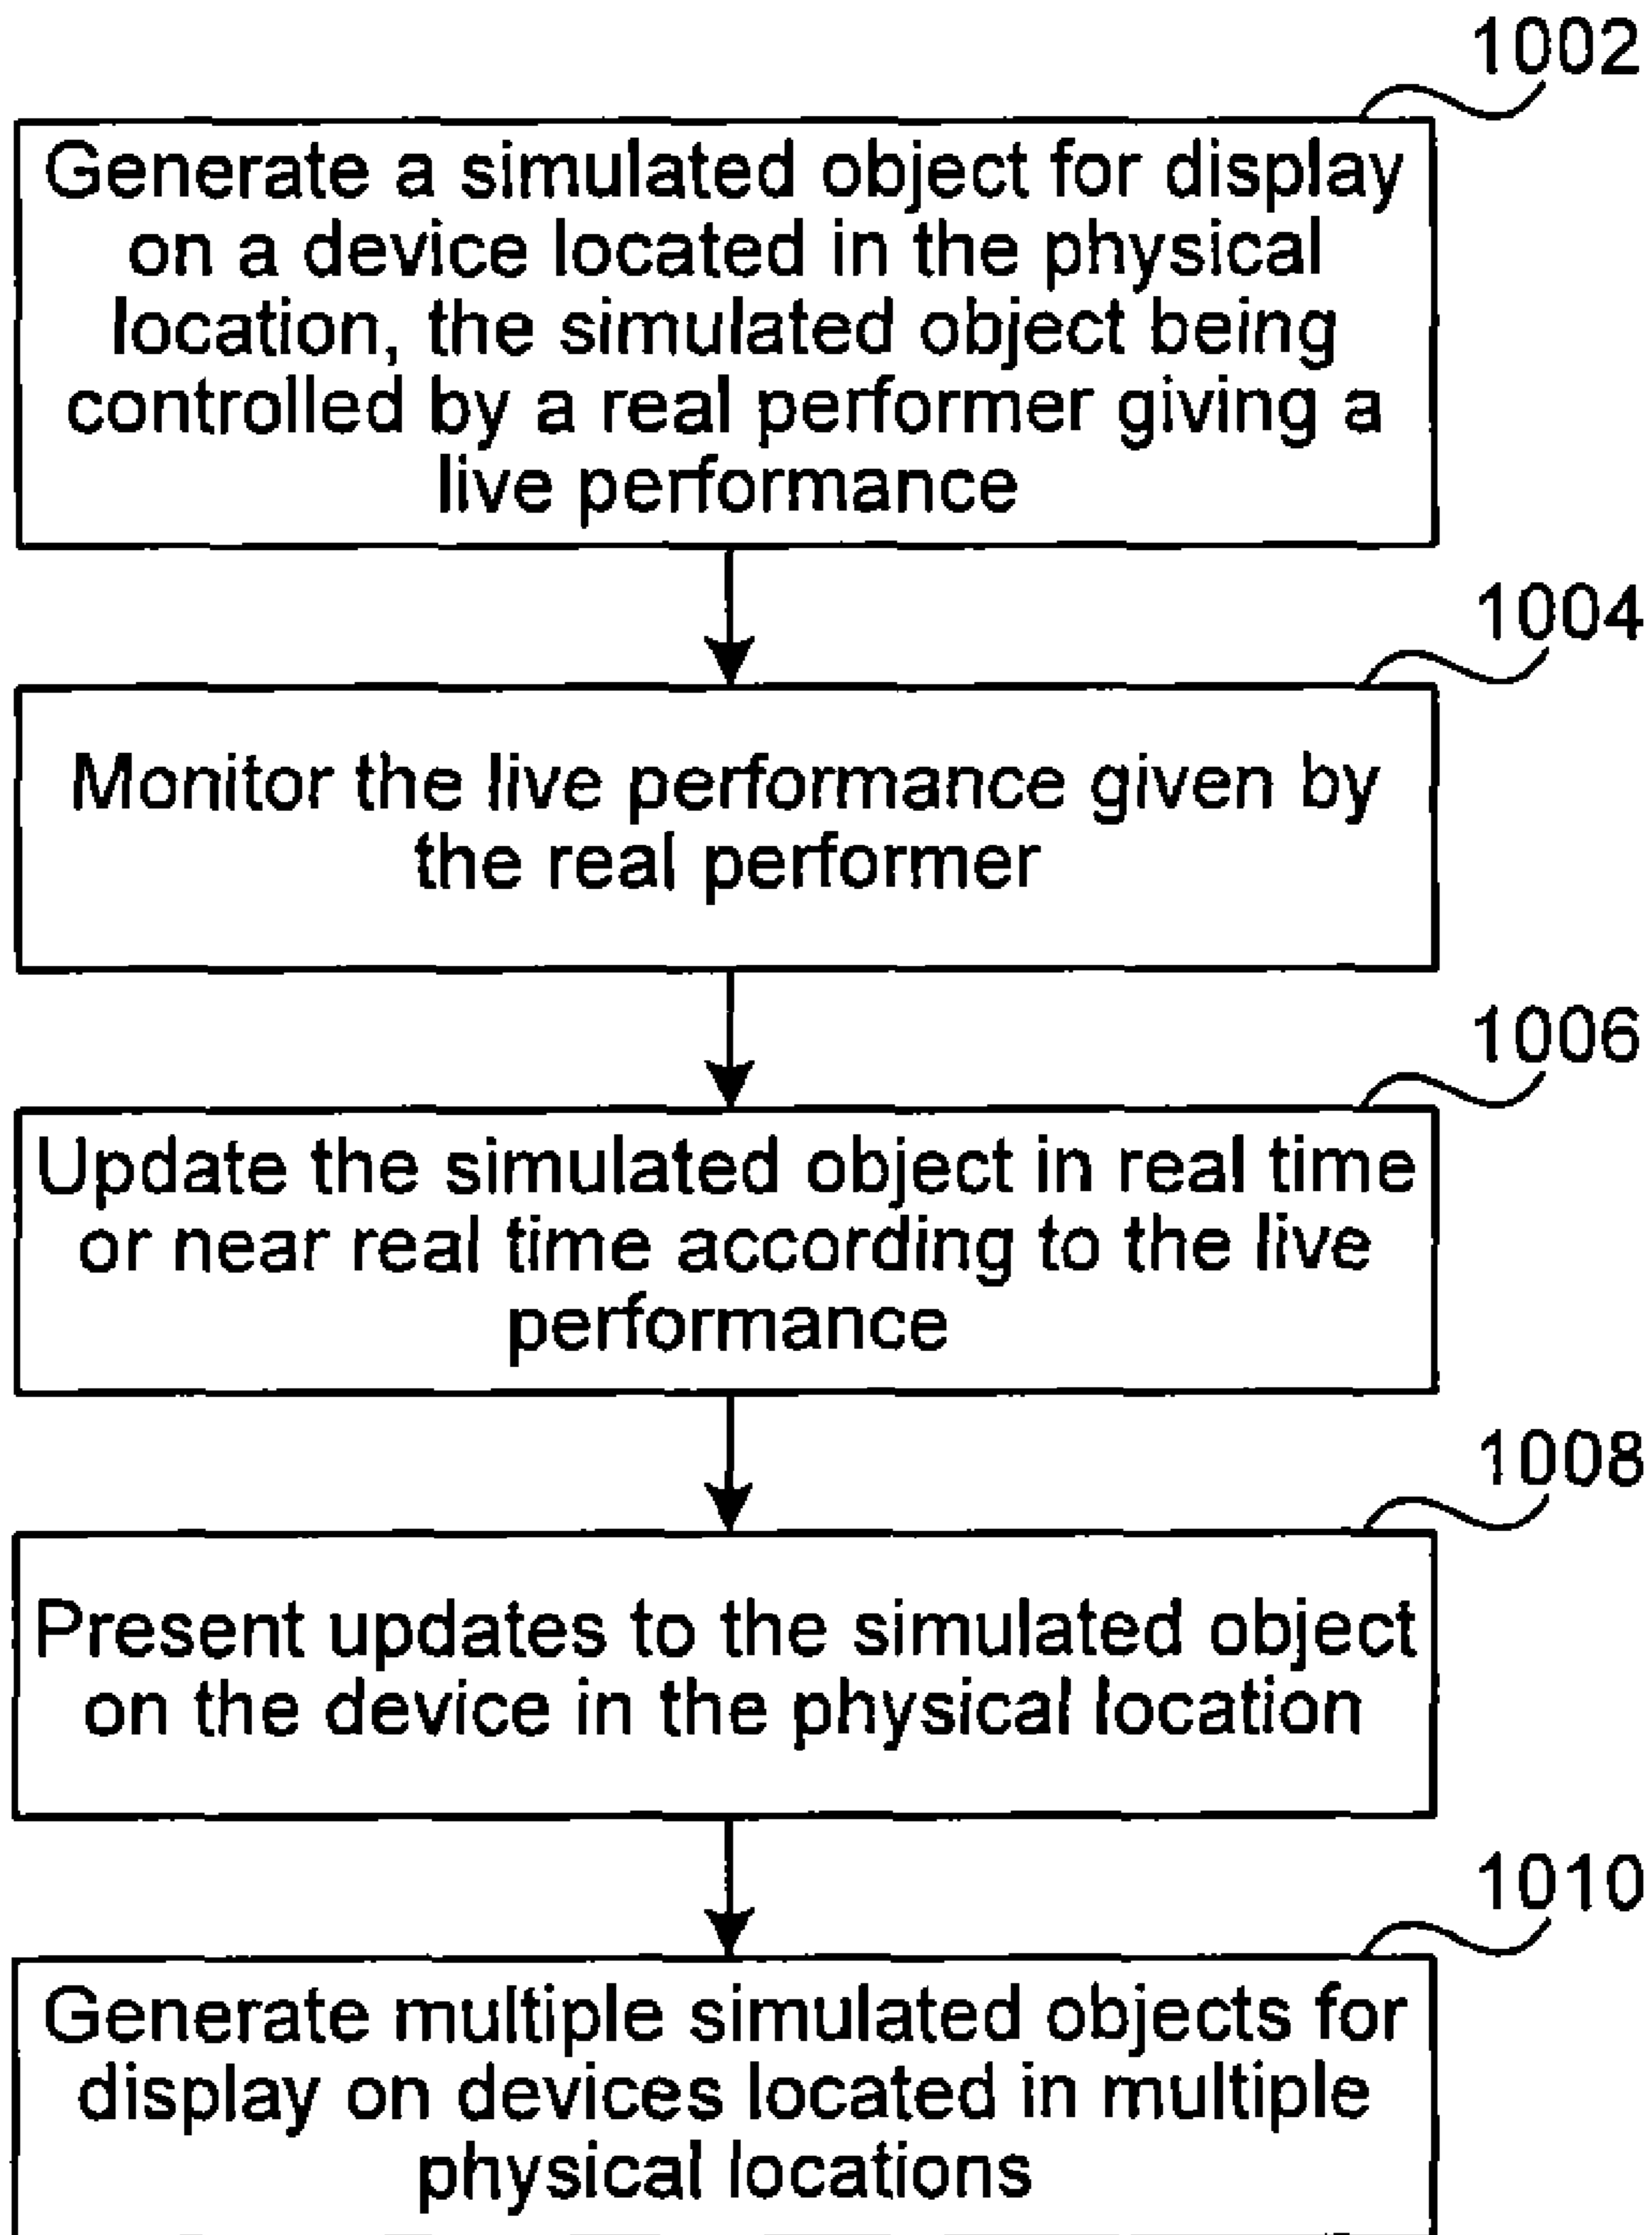 1002
Generate a simulated object for display
on a device located in the physical
location, the simulated object being
controlled by a real performer giving a
live performance
1004
Monitor the live performance given by
the real performer
1006
Update the simulated object in real time
or near real time according to the live
performance
1008
Present updates to the simulated object
on the device in the physical location
1010
Generate multiple simulated objects for
display on devices located in multiple
physical locations